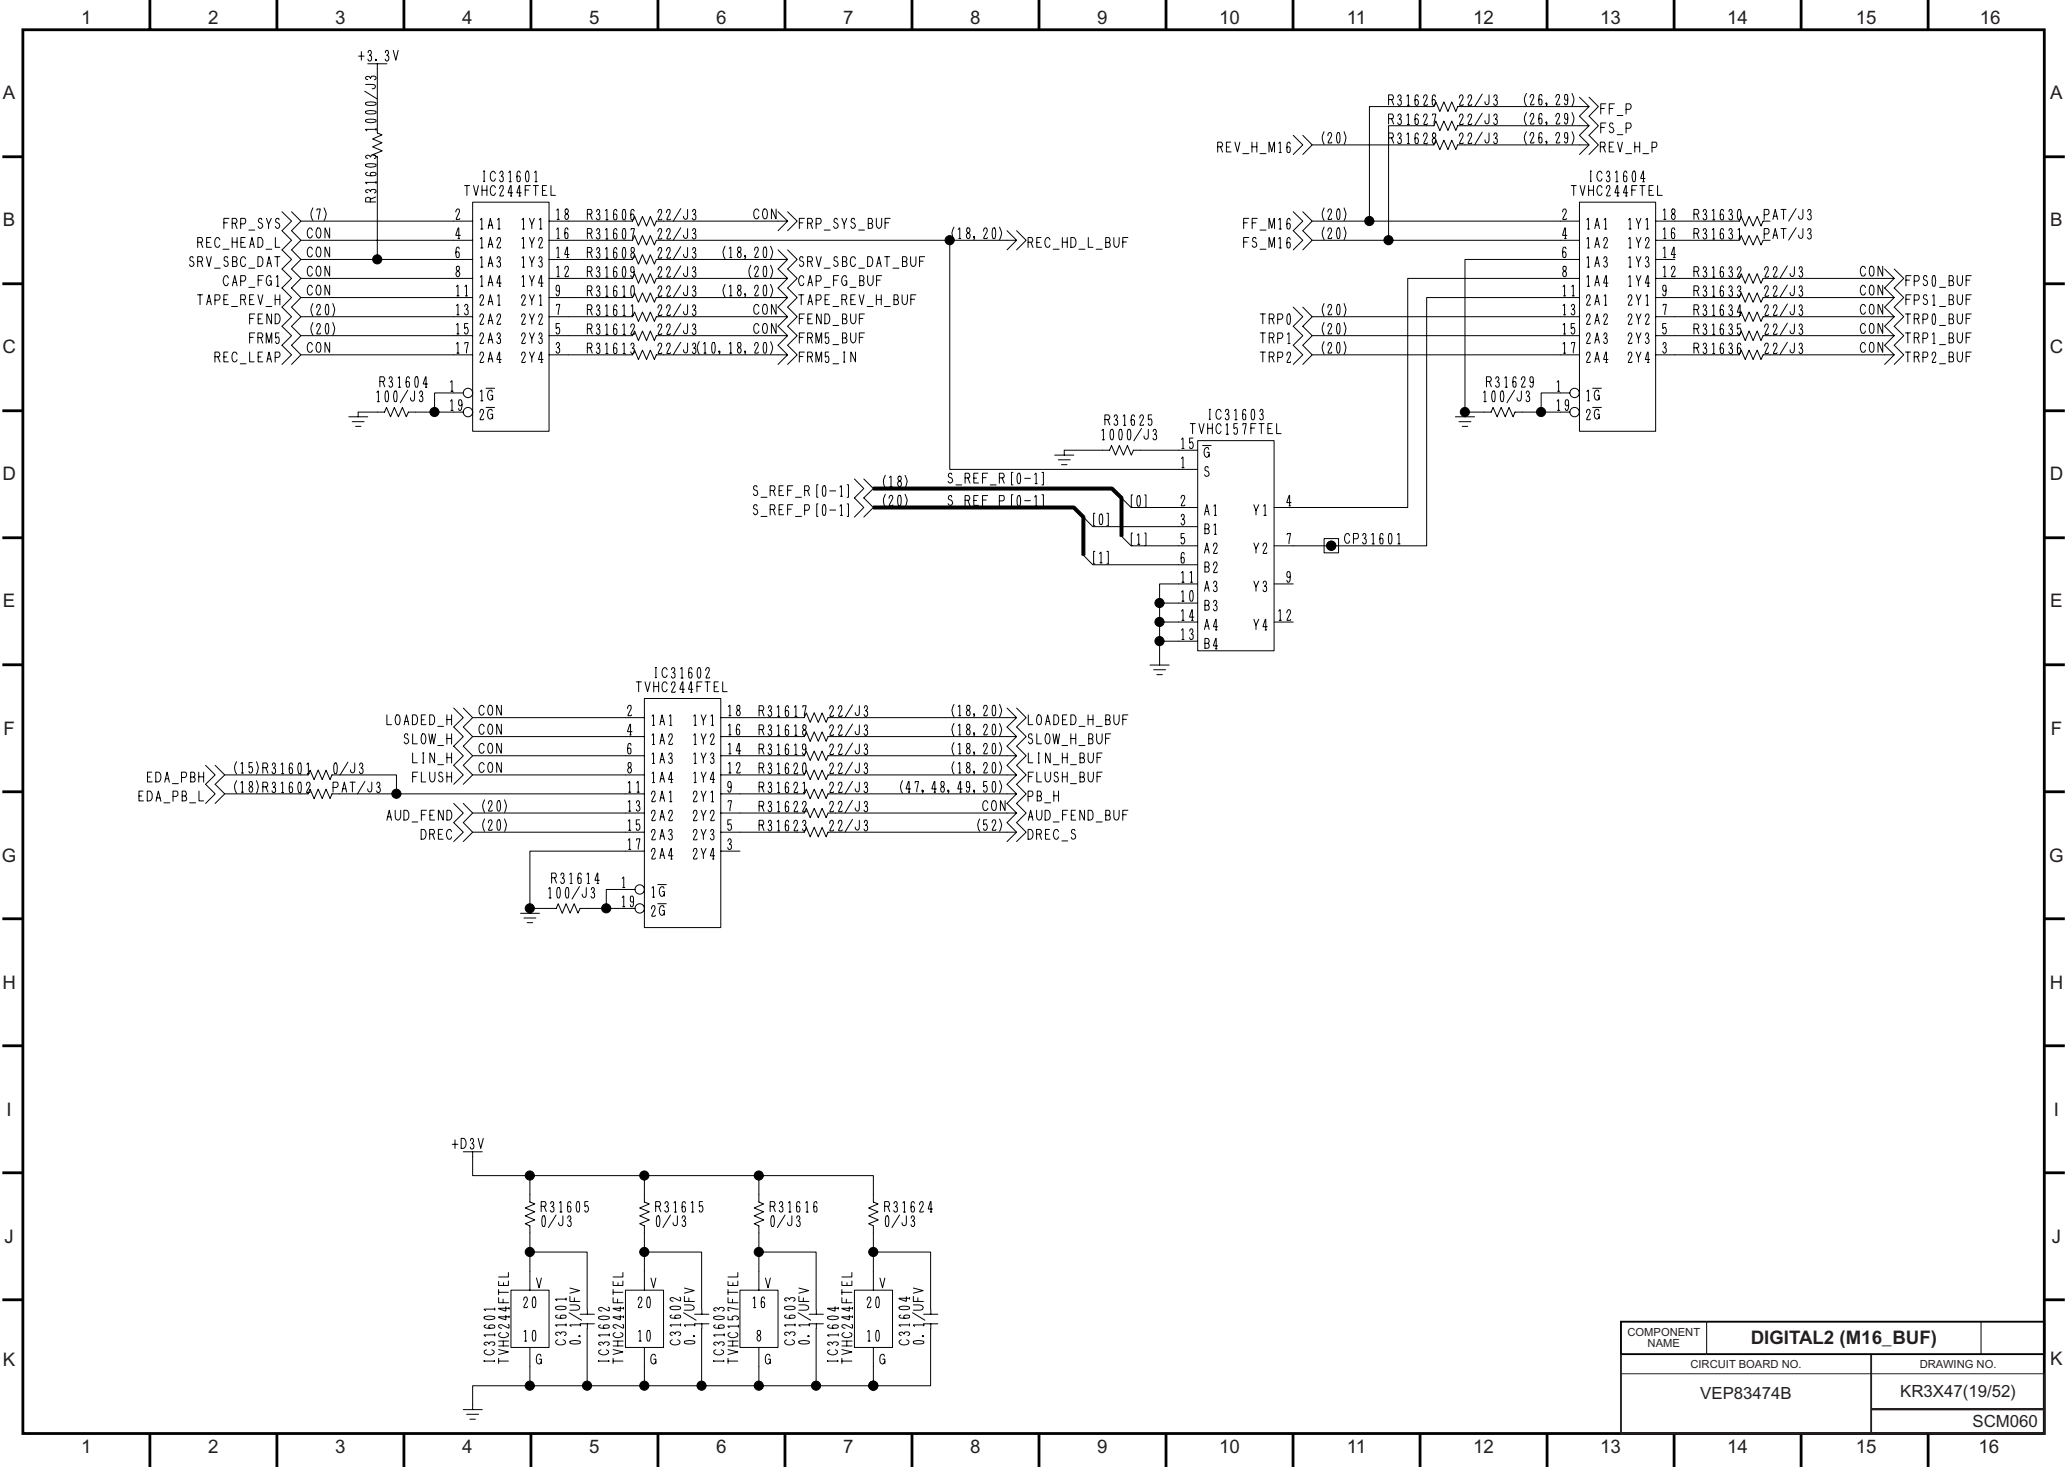 1 2 3 4 5 6 7 8 9 10 11 12 13 14 15 16
A A
B B
C C
D D
E E
F F
G G
H H
I I
J J
K K
+3.3V
R31603 1000/J3
IC31601
TVHC244FTEL
FRP_SYS (7) 2 1A1 1Y1 18 R31606 22/J3 CON FRP_SYS_BUF
REC_HEAD_L CON 4 1A2 1Y2 16 R31607 22/J3 (18,20) REC_HD_L_BUF
SRV_SBC_DAT CON 6 1A3 1Y3 14 R31608 22/J3 (18,20) SRV_SBC_DAT_BUF
CAP_FG1 CON 8 1A4 1Y4 12 R31609 22/J3 (20) CAP_FG_BUF
TAPE_REV_H CON 11 2A1 2Y1 9 R31610 22/J3 (18,20) TAPE_REV_H_BUF
FEND (20) 13 2A2 2Y2 7 R31611 22/J3 CON FEND_BUF
FRM5 (20) 15 2A3 2Y3 5 R31612 22/J3 CON FRM5_BUF
REC_LEAP CON 17 2A4 2Y4 3 R31613 22/J3 (10,18,20) FRM5_IN
R31604
100/J3
1 1G
19 2G
R31626 22/J3 (26,29) FF_P
R31627 22/J3 (26,29) FS_P
REV_H_M16 (20) R31628 22/J3 (26,29) REV_H_P
IC31604
TVHC244FTEL
FF_M16 (20) 2 1A1 1Y1 18 R31630 PAT/J3
FS_M16 (20) 4 1A2 1Y2 16 R31631 PAT/J3
6 1A3 1Y3 14
8 1A4 1Y4 12 R31632 22/J3 CON FPS0_BUF
11 2A1 2Y1 9 R31633 22/J3 CON FPS1_BUF
TRP0 (20) 13 2A2 2Y2 7 R31634 22/J3 CON TRP0_BUF
TRP1 (20) 15 2A3 2Y3 5 R31635 22/J3 CON TRP1_BUF
TRP2 (20) 17 2A4 2Y4 3 R31636 22/J3 CON TRP2_BUF
R31629
100/J3
1 1G
19 2G
IC31603
TVHC157FTEL
R31625
1000/J3
15 G
1 S
S_REF_R[0-1] (18) S_REF_R[0-1]
S_REF_P[0-1] (20) S_REF_P[0-1]
[0] 2 A1 Y1 4
[0] 3 B1
[1] 5 A2 Y2 7 CP31601
[1] 6 B2
11 A3 Y3 9
10 B3
14 A4 Y4 12
13 B4
IC31602
TVHC244FTEL
LOADED_H CON 2 1A1 1Y1 18 R31617 22/J3 (18,20) LOADED_H_BUF
SLOW_H CON 4 1A2 1Y2 16 R31618 22/J3 (18,20) SLOW_H_BUF
LIN_H CON 6 1A3 1Y3 14 R31619 22/J3 (18,20) LIN_H_BUF
EDA_PBH (15) R31601 0/J3
FLUSH CON 8 1A4 1Y4 12 R31620 22/J3 (18,20) FLUSH_BUF
EDA_PB_L (18) R31602 PAT/J3 11 2A1 2Y1 9 R31621 22/J3 (47,48,49,50) PB_H
AUD_FEND (20) 13 2A2 2Y2 7 R31622 22/J3 CON AUD_FEND_BUF
DREC (20) 15 2A3 2Y3 5 R31623 22/J3 (52) DREC_S
17 2A4 2Y4 3
R31614
100/J3
1 1G
19 2G
+D3V
R31605
0/J3
R31615
0/J3
R31616
0/J3
R31624
0/J3
IC31601
TVHC244FTEL
V
20
10
G
C31601
0.1/UFV
IC31602
TVHC244FTEL
V
20
10
G
C31602
0.1/UFV
IC31603
TVHC157FTEL
V
16
8
G
C31603
0.1/UFV
IC31604
TVHC244FTEL
V
20
10
G
C31604
0.1/UFV
COMPONENT NAME DIGITAL2 (M16_BUF)
CIRCUIT BOARD NO. DRAWING NO.
VEP83474B KR3X47(19/52)
SCM060
1 2 3 4 5 6 7 8 9 10 11 12 13 14 15 16